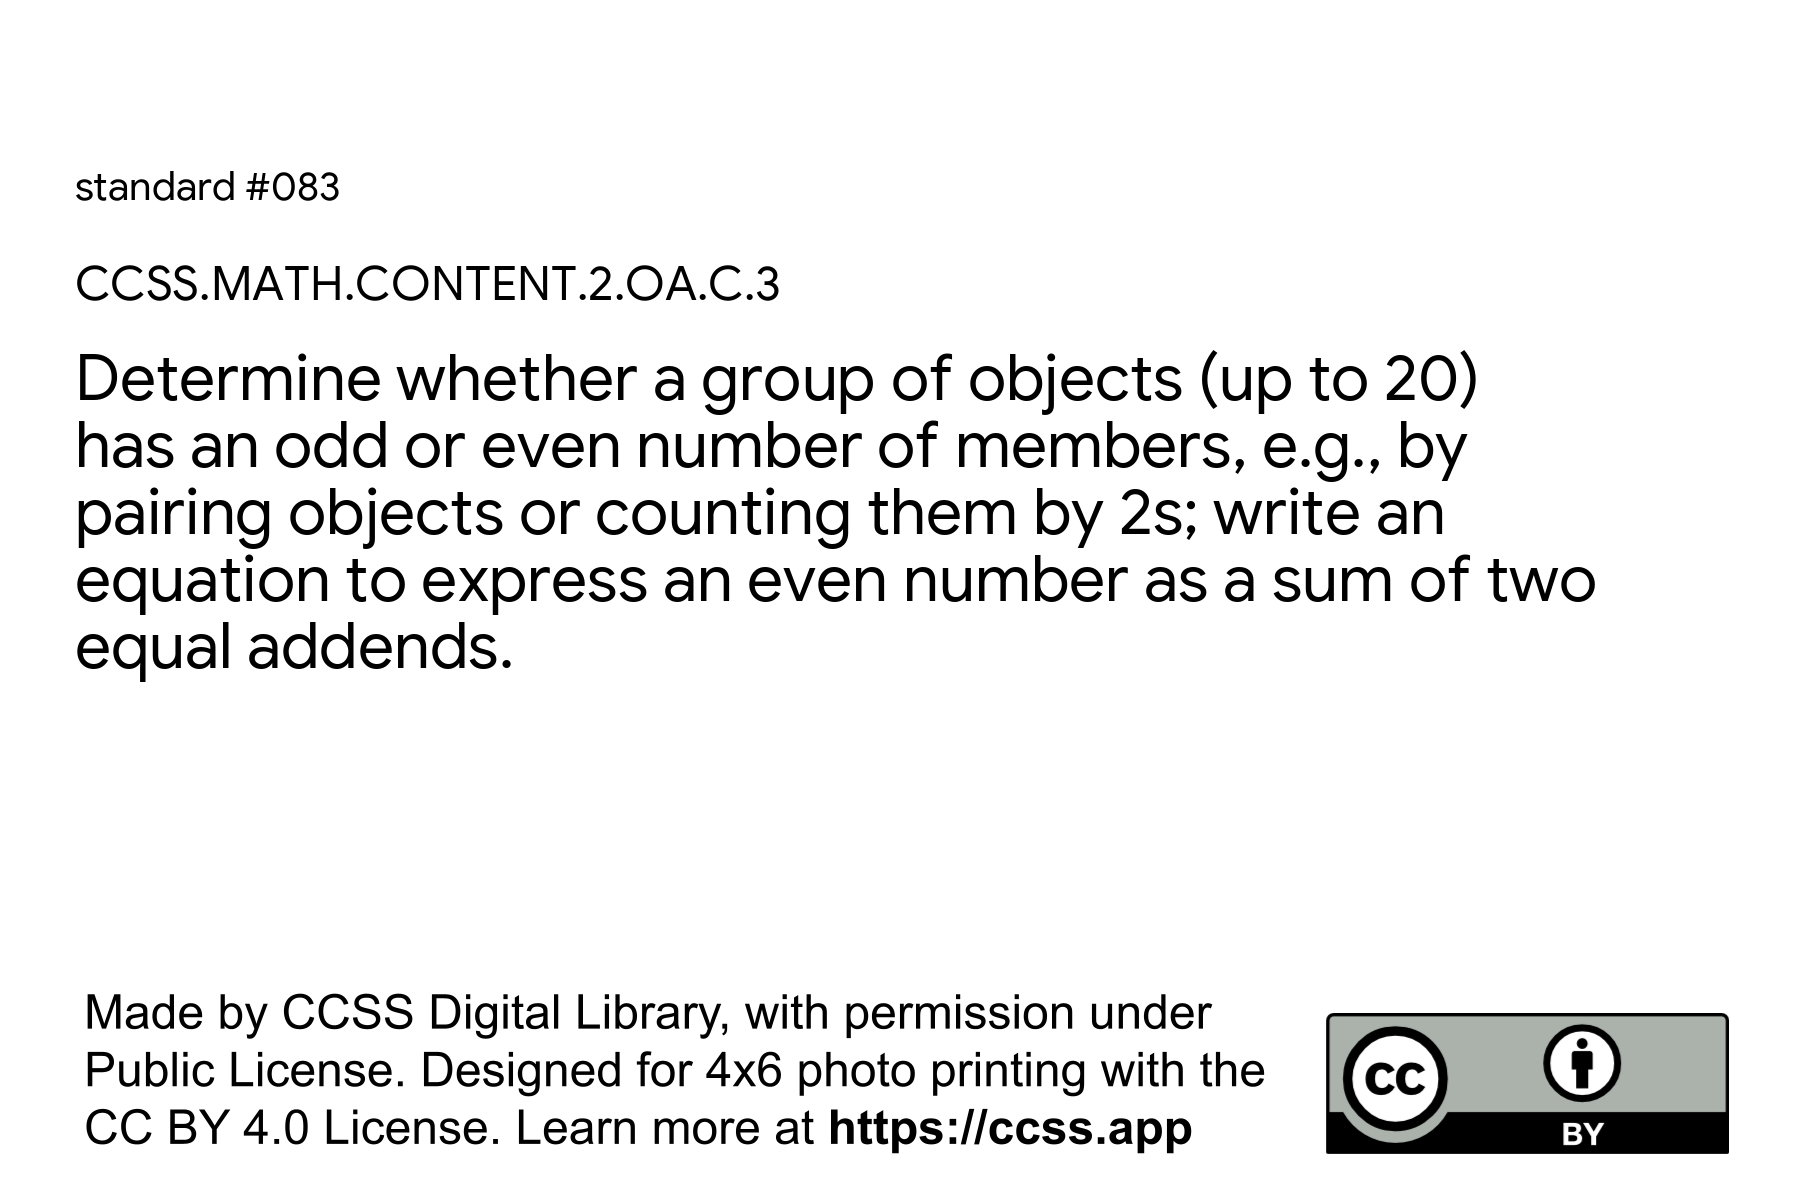 standard #083
CCSS.MATH.CONTENT.2.OA.C.3
Determine whether a group of objects (up to 20)
has an odd or even number of members, e.g., by
pairing objects or counting them by 2s; write an
equation to express an even number as a sum of two
equal addends.
Made by CCSS Digital Library, with permission under
Public License. Designed for 4x6 photo printing with the
CC BY 4.0 License. Learn more at https://ccss.app
CC
BY